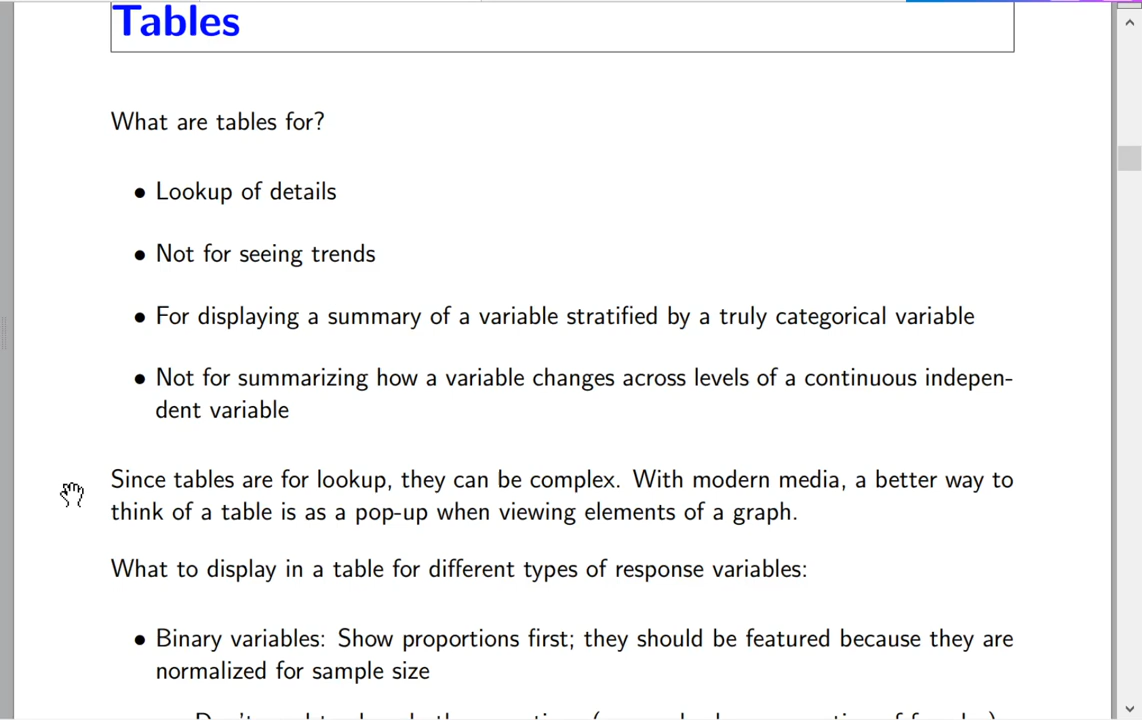 Tables
What are tables for?
• Lookup of details
• Not for seeing trends
• For displaying a summary of a variable stratified by a truly categorical variable
• Not for summarizing how a variable changes across levels of a continuous indepen-
dent variable
Since tables are for lookup, they can be complex. With modern media, a better way to
think of a table is as a pop-up when viewing elements of a graph.
What to display in a table for different types of response variables:
• Binary variables: Show proportions first; they should be featured because they are
normalized for sample size